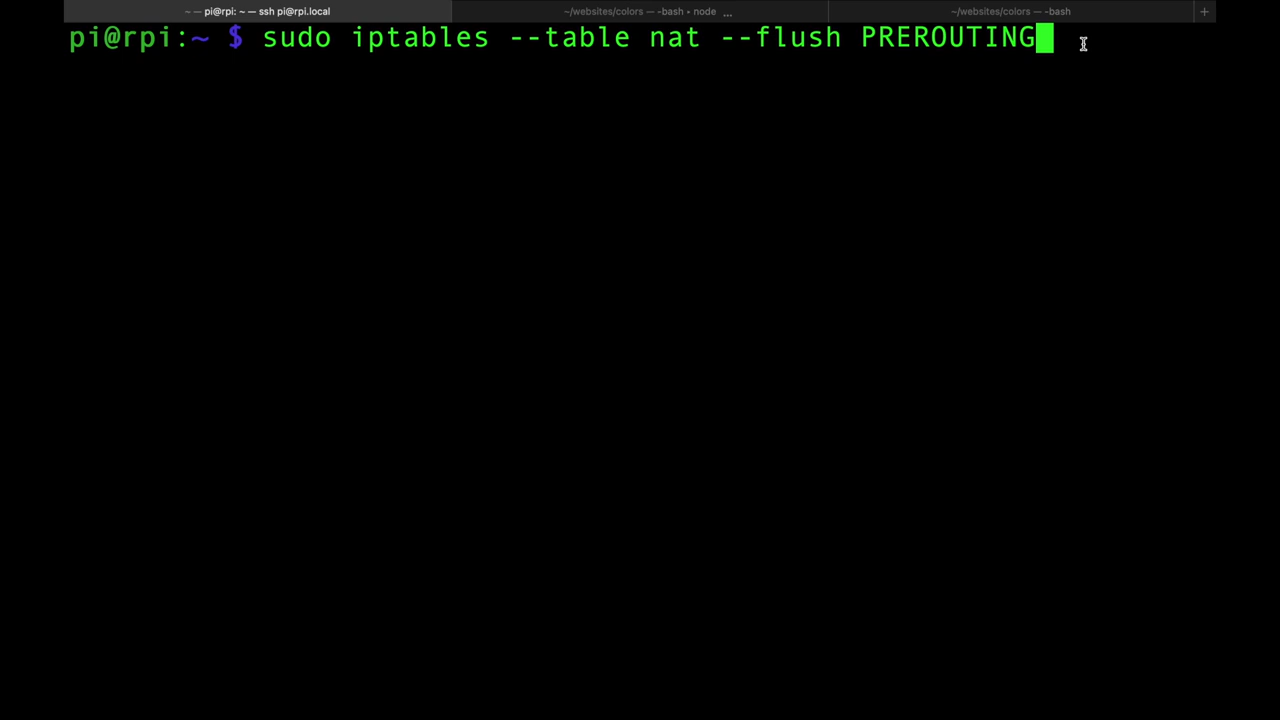 ~ — pi@rpi: ~ — ssh pi@rpi.local
~/websites/colors — -bash ▸ node ...
~/websites/colors — -bash
+
pi@rpi:~ $ sudo iptables --table nat --flush PREROUTING